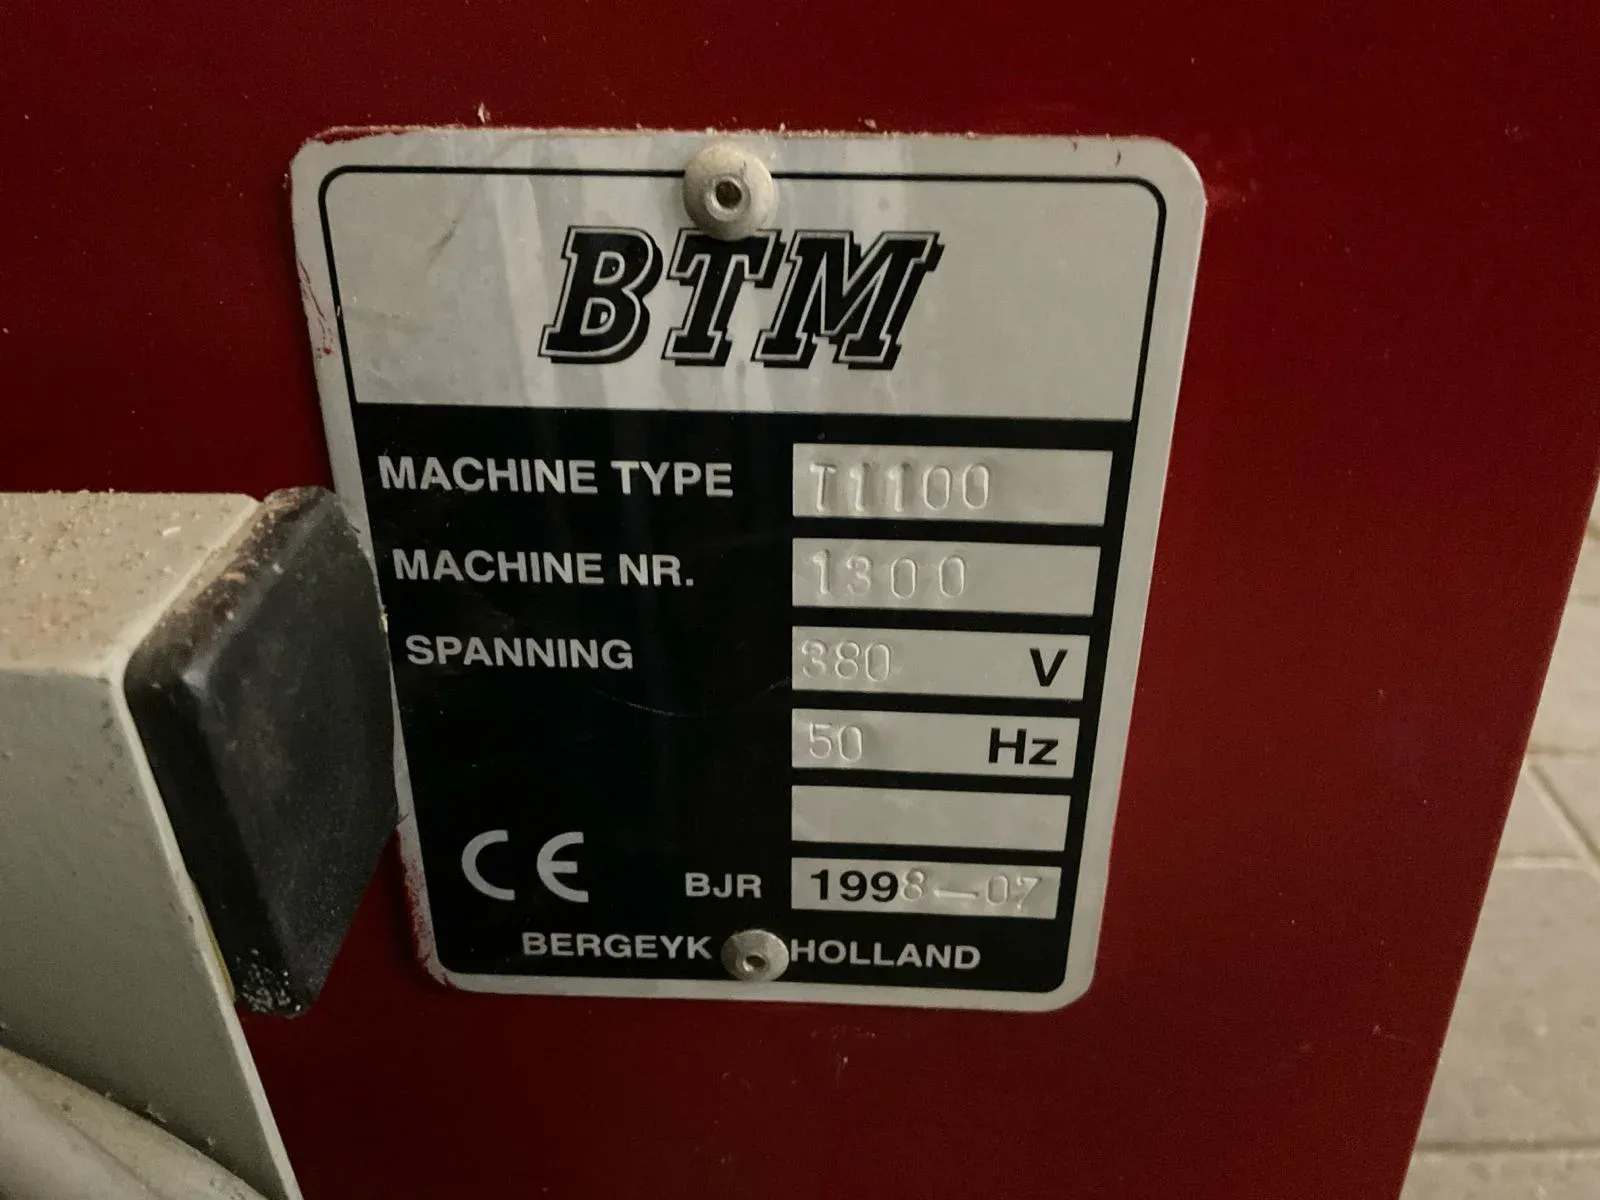 BTM
MACHINE TYPE T1100
MACHINE NR. 1300
SPANNING 380 V
50 Hz
CE BJR 1998-07
BERGEYK HOLLAND